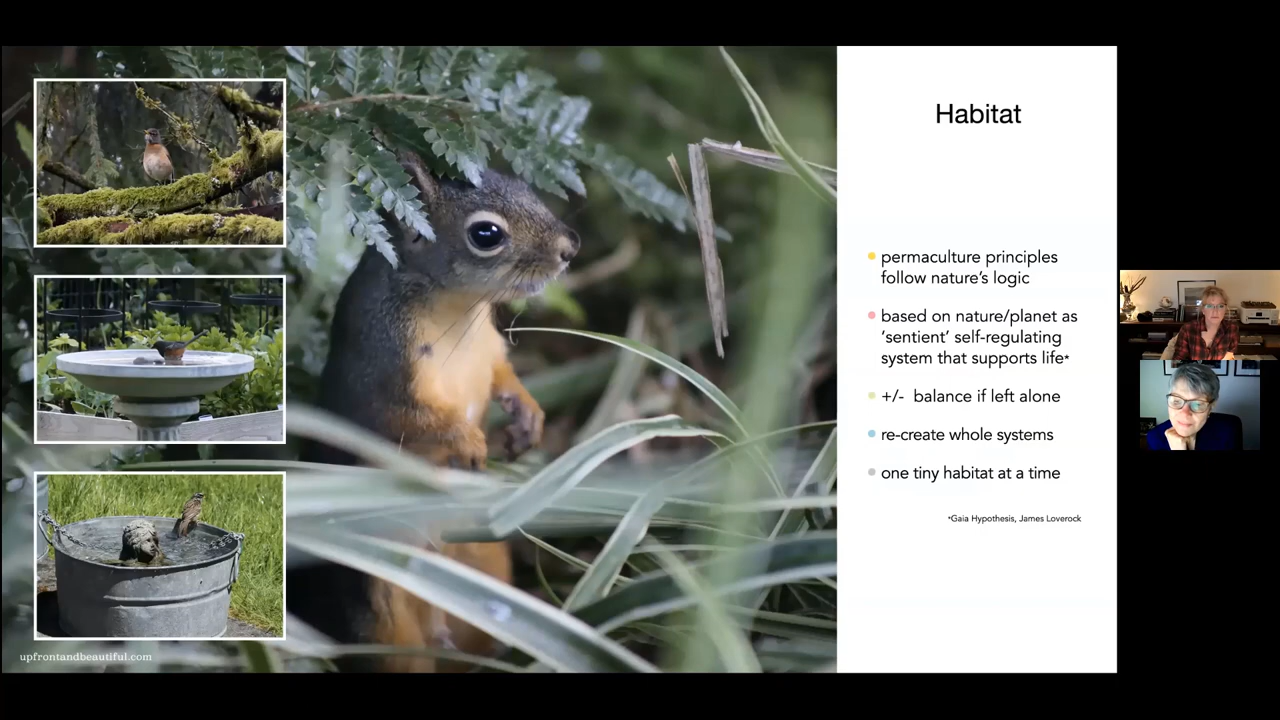 Habitat
permaculture principles
follow nature's logic
based on nature/planet as
'sentient' self-regulating
system that supports life*
+/- balance if left alone
re-create whole systems
one tiny habitat at a time
*Gaia Hypothesis, James Loverock
upfrontandbeautiful.com